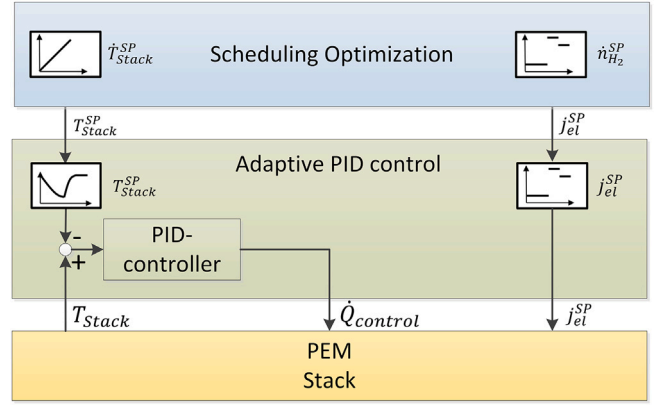 Ṫ_Stack^SP
Scheduling Optimization
ṅ_H₂^SP
T_Stack^SP
j_el^SP
Adaptive PID control
T_Stack^SP
j_el^SP
-
+
PID-
controller
T_Stack
Q̇_control
j_el^SP
PEM
Stack